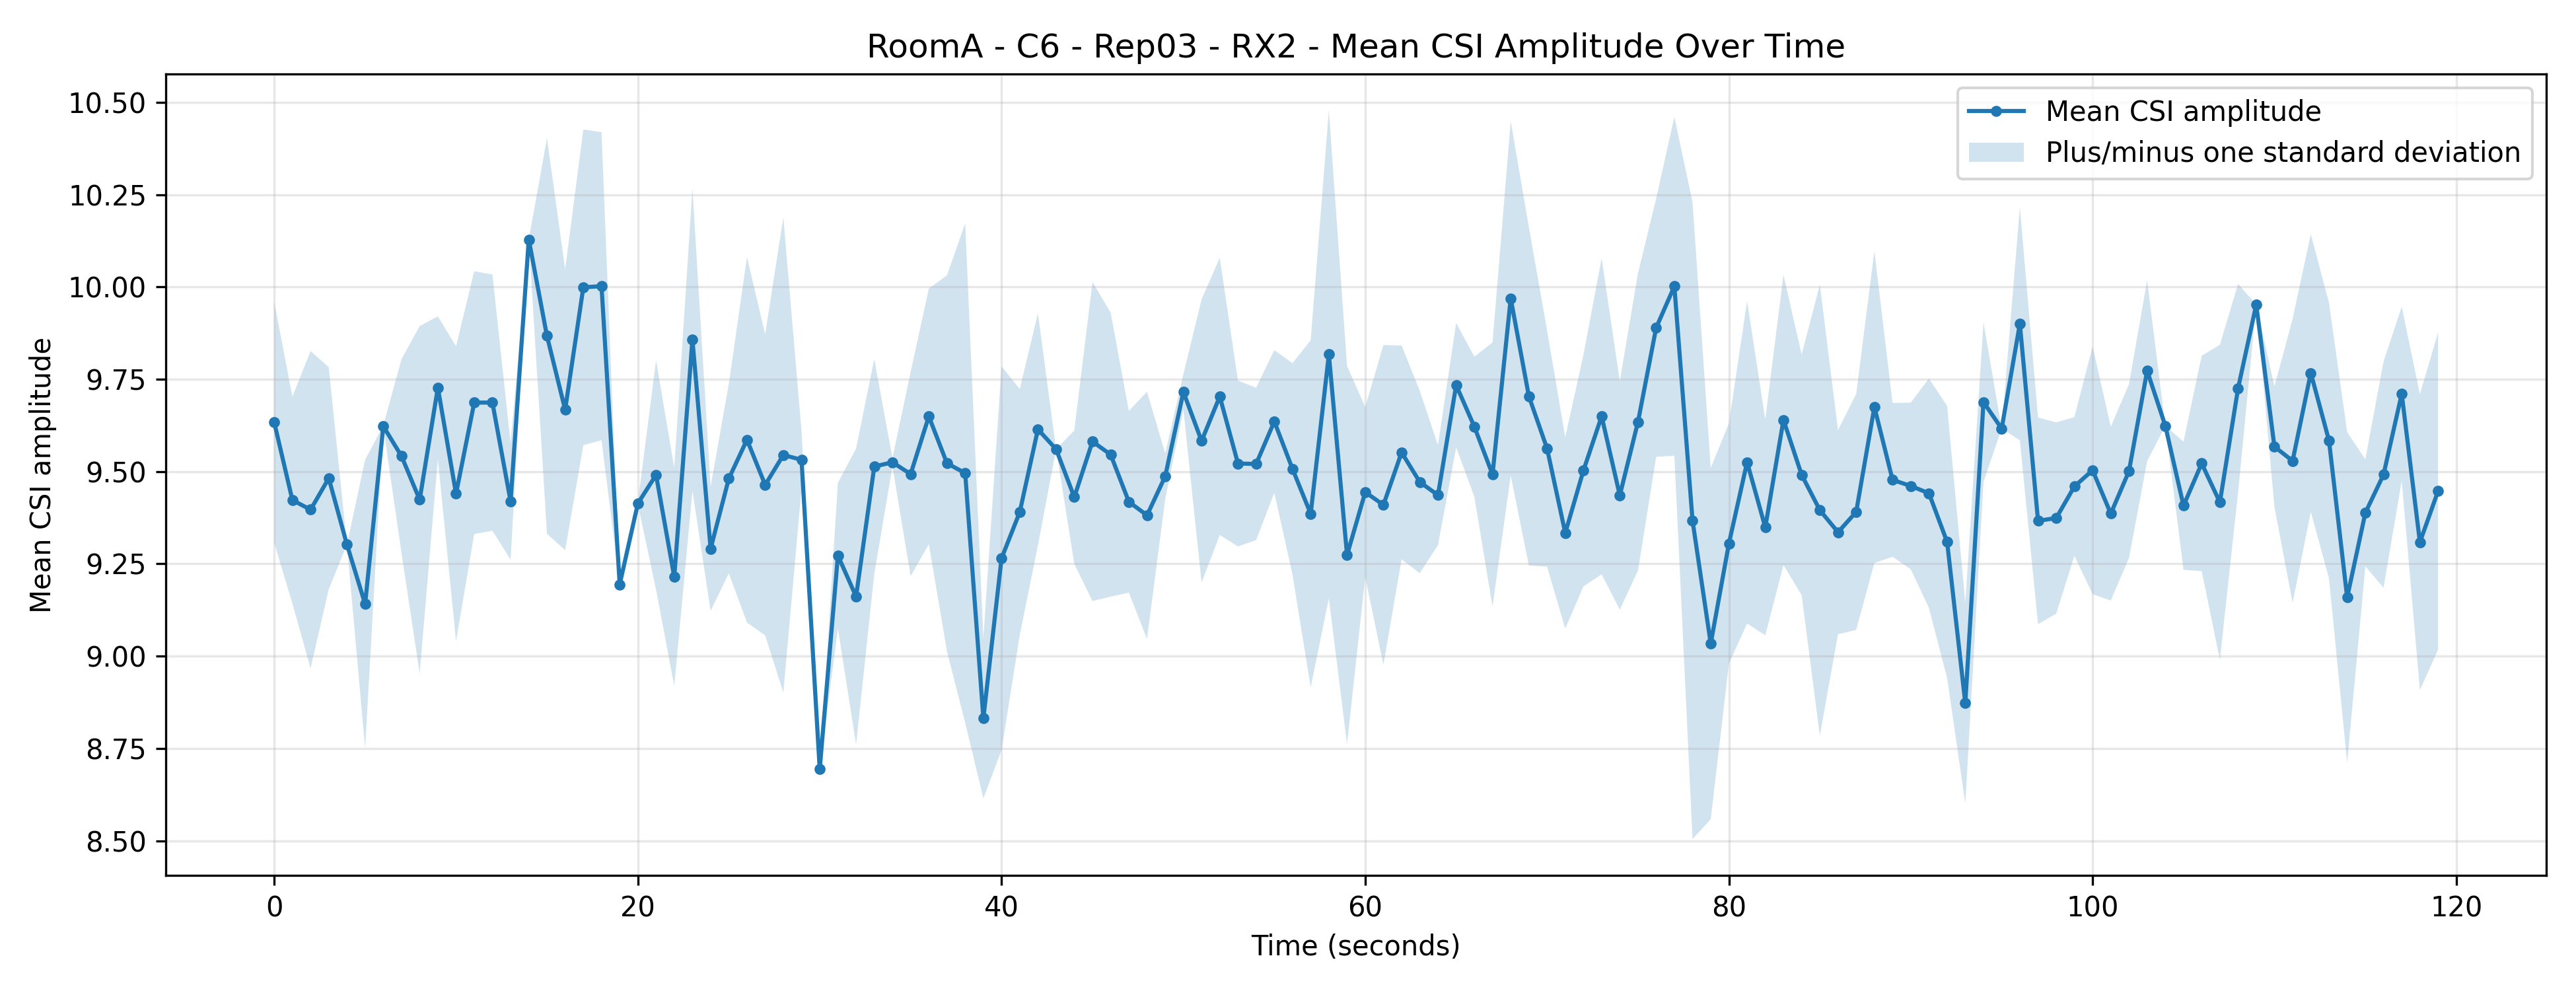 RoomA - C6 - Rep03 - RX2 - Mean CSI Amplitude Over Time
Mean CSI amplitude
Plus/minus one standard deviation
Mean CSI amplitude
10.50
10.25
10.00
9.75
9.50
9.25
9.00
8.75
8.50
0 20 40 60 80 100 120
Time (seconds)